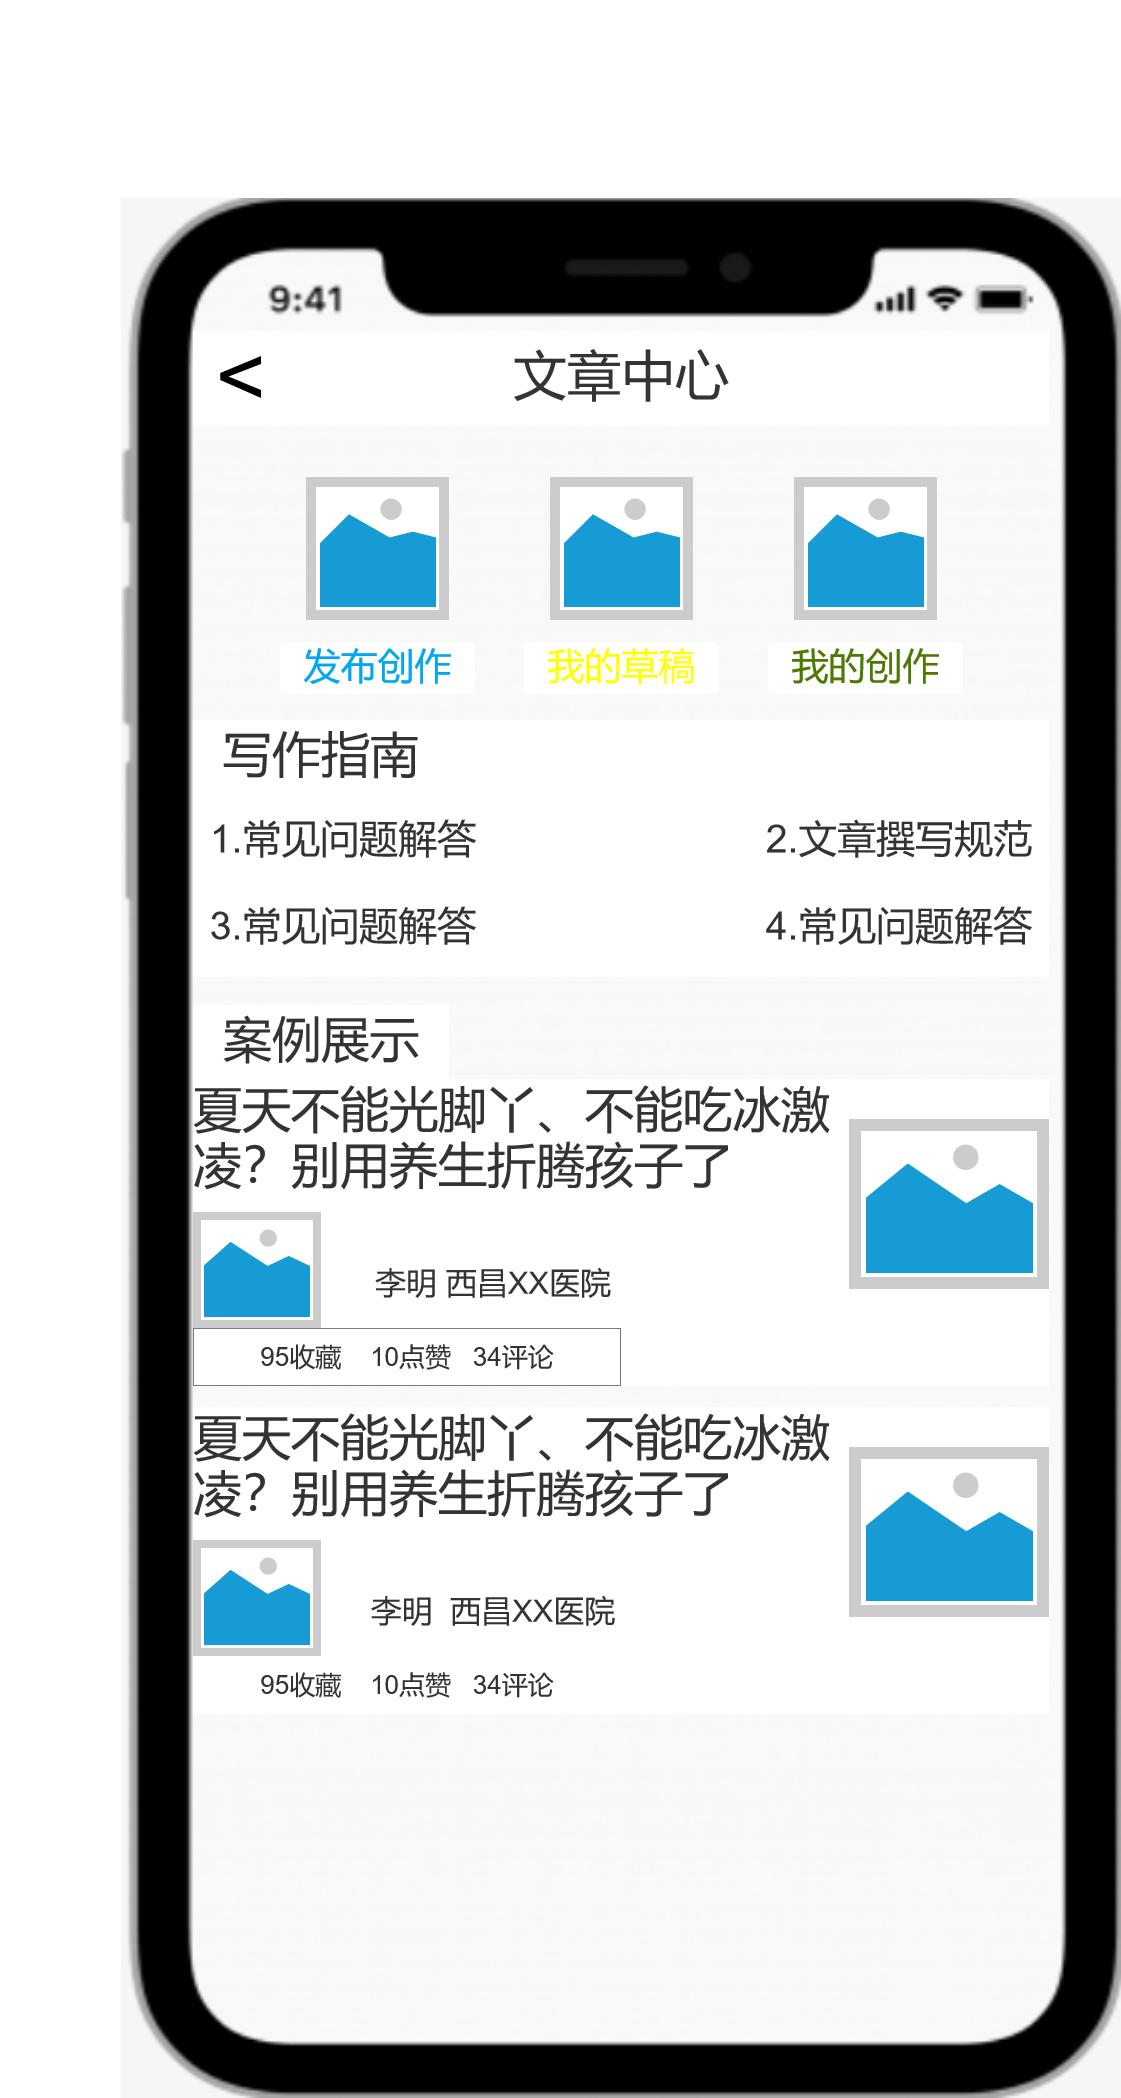 9:41
< 文章中心
发布创作 我的草稿 我的创作
写作指南
1.常见问题解答 2.文章撰写规范
3.常见问题解答 4.常见问题解答
案例展示
夏天不能光脚丫、不能吃冰激
凌？别用养生折腾孩子了
李明 西昌XX医院
95收藏 10点赞 34评论
夏天不能光脚丫、不能吃冰激
凌？别用养生折腾孩子了
李明 西昌XX医院
95收藏 10点赞 34评论